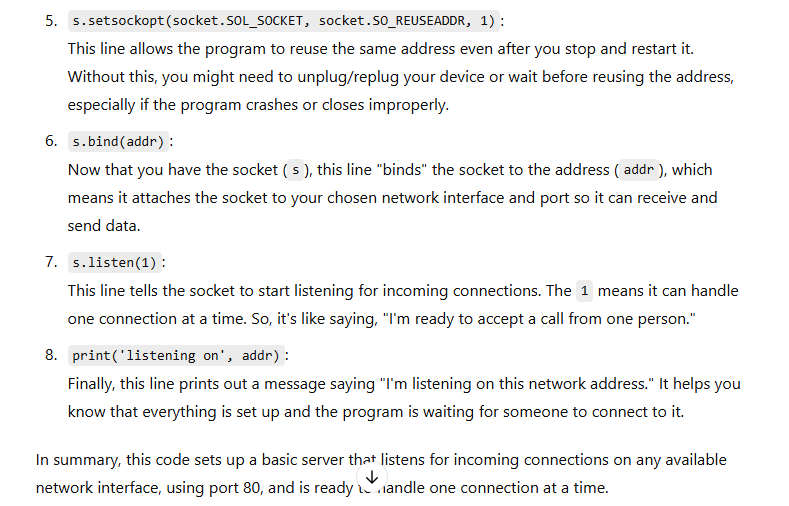 5. s.setsockopt(socket.SOL_SOCKET, socket.SO_REUSEADDR, 1):
This line allows the program to reuse the same address even after you stop and restart it.
Without this, you might need to unplug/replug your device or wait before reusing the address,
especially if the program crashes or closes improperly.
6. s.bind(addr):
Now that you have the socket (s), this line "binds" the socket to the address (addr), which
means it attaches the socket to your chosen network interface and port so it can receive and
send data.
7. s.listen(1):
This line tells the socket to start listening for incoming connections. The 1 means it can handle
one connection at a time. So, it's like saying, "I'm ready to accept a call from one person."
8. print('listening on', addr):
Finally, this line prints out a message saying "I'm listening on this network address." It helps you
know that everything is set up and the program is waiting for someone to connect to it.
In summary, this code sets up a basic server that listens for incoming connections on any available
network interface, using port 80, and is ready to handle one connection at a time.